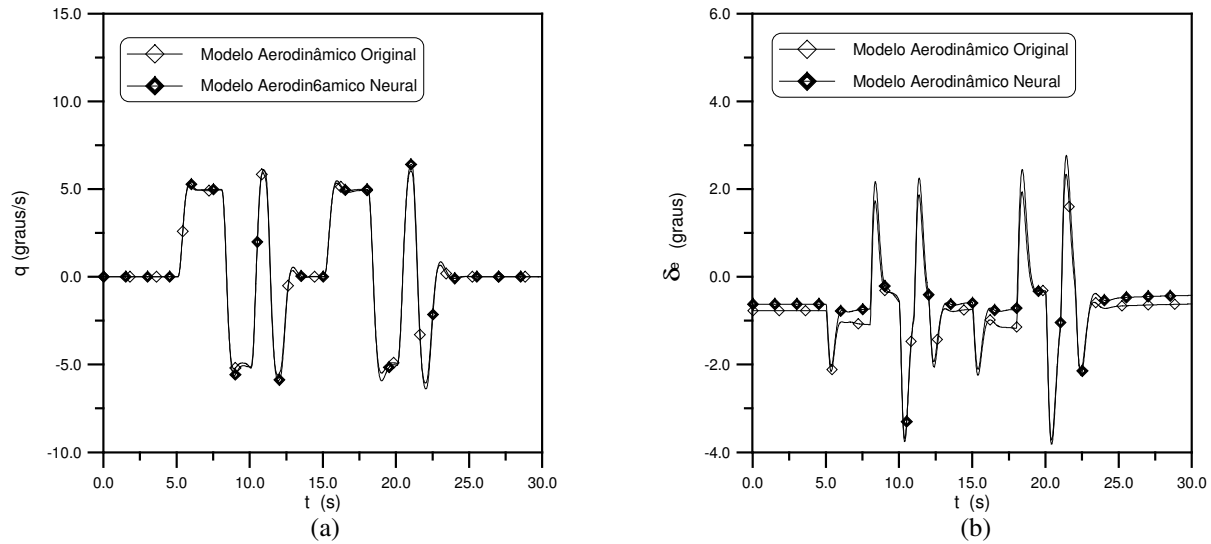 15.0
10.0
5.0
0.0
-5.0
-10.0
q (graus/s)
Modelo Aerodinâmico Original
Modelo Aerodin6amico Neural
0.0 5.0 10.0 15.0 20.0 25.0 30.0
t (s)
(a)
6.0
4.0
2.0
0.0
-2.0
-4.0
δe (graus)
Modelo Aerodinâmico Original
Modelo Aerodinâmico Neural
0.0 5.0 10.0 15.0 20.0 25.0 30.0
t (s)
(b)